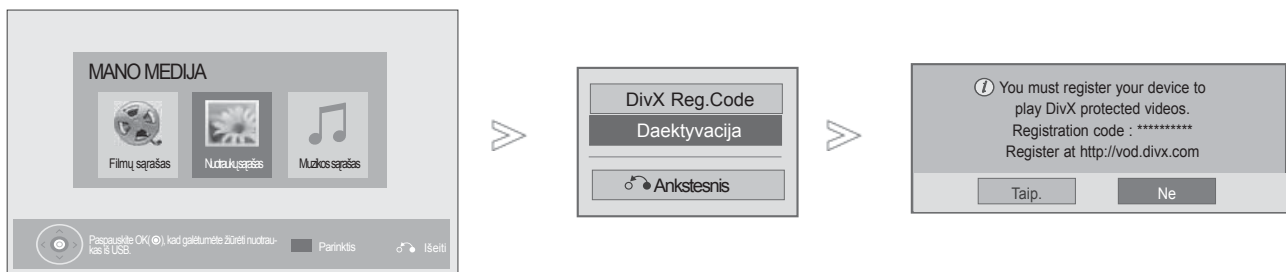 MANO MEDIJA
Filmų sąrašas
Nuotraukų sąrašas
Muzikos sąrašas
Paspauskite OK(◉), kad galėtumėte žiūrėti nuotrau-
kas iš USB.
Parinktis
Išeiti
DivX Reg.Code
Daektyvacija
Ankstesnis
You must register your device to
play DivX protected videos.
Registration code : **********
Register at http://vod.divx.com
Taip.
Ne